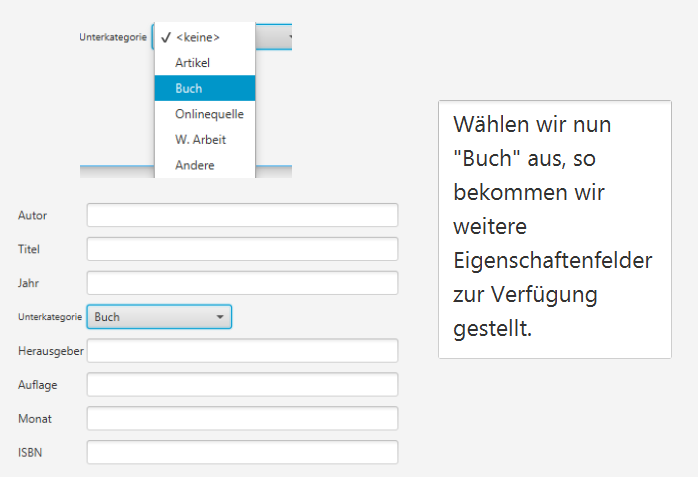 Unterkategorie ✓ <keine>
Artikel
Buch
Onlinequelle
W. Arbeit
Andere
Autor
Titel
Jahr
Unterkategorie Buch
Herausgeber
Auflage
Monat
ISBN
Wählen wir nun
"Buch" aus, so
bekommen wir
weitere
Eigenschaftenfelder
zur Verfügung
gestellt.